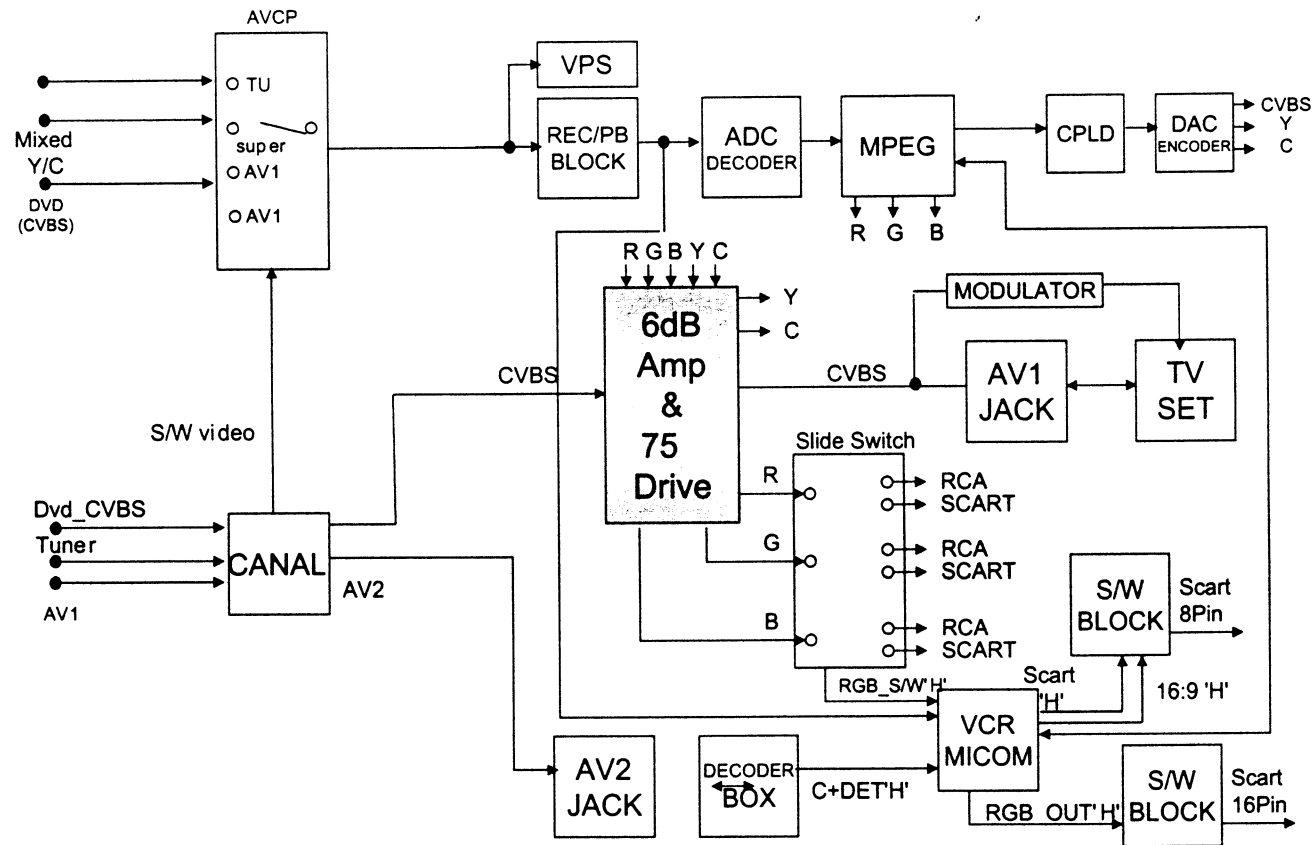 AVCP
TU
super
AV1
AV1
Mixed
Y/C
DVD
(CVBS)
VPS
REC/PB
BLOCK
ADC
DECODER
MPEG
CPLD
DAC
ENCODER
CVBS
Y
C
R G B
R G B Y C
6dB
Amp
&
75
Drive
Y
C
MODULATOR
CVBS
CVBS
AV1
JACK
TV
SET
S/W video
Slide Switch
R
RCA
SCART
G
RCA
SCART
B
RCA
SCART
Dvd_CVBS
Tuner
AV1
CANAL
AV2
S/W
BLOCK
Scart
8Pin
RGB_S/W'H'
Scart
'H'
16:9 'H'
VCR
MICOM
AV2
JACK
DECODER
BOX
C+DET'H'
RGB_OUT'H'
S/W
BLOCK
Scart
16Pin